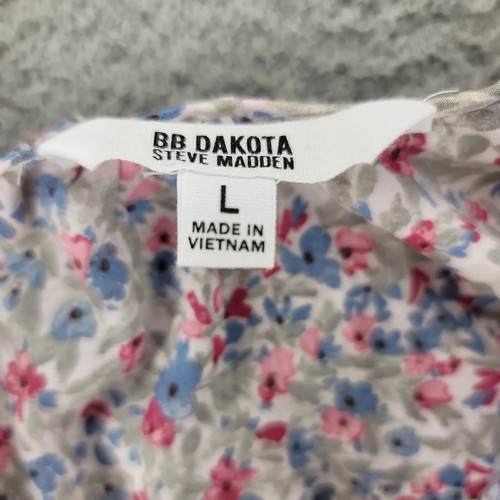 BB DAKOTA
STEVE MADDEN
L
MADE IN
VIETNAM